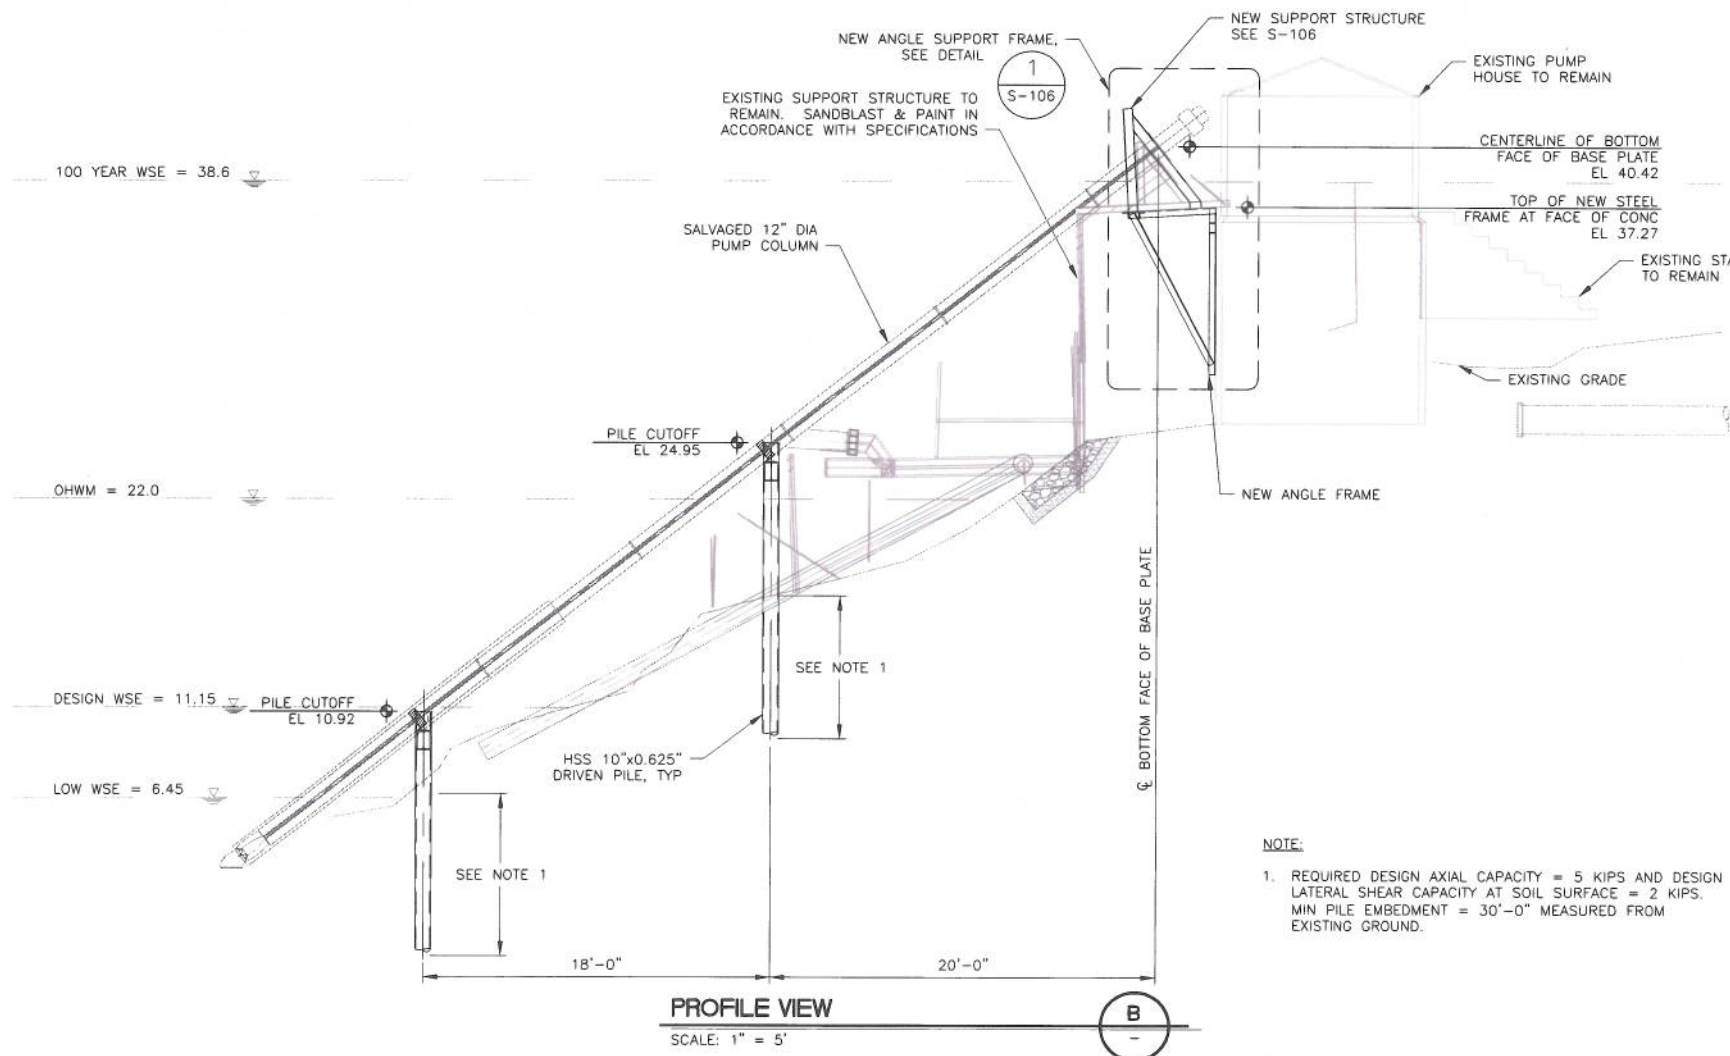 NEW SUPPORT STRUCTURE
SEE S-106
NEW ANGLE SUPPORT FRAME,
SEE DETAIL
1
S-106
EXISTING PUMP
HOUSE TO REMAIN
EXISTING SUPPORT STRUCTURE TO
REMAIN. SANDBLAST & PAINT IN
ACCORDANCE WITH SPECIFICATIONS
CENTERLINE OF BOTTOM
FACE OF BASE PLATE
EL 40.42
100 YEAR WSE = 38.6
TOP OF NEW STEEL
FRAME AT FACE OF CONC
EL 37.27
SALVAGED 12" DIA
PUMP COLUMN
EXISTING STA
TO REMAIN
EXISTING GRADE
PILE CUTOFF
EL 24.95
OHWM = 22.0
NEW ANGLE FRAME
℄ BOTTOM FACE OF BASE PLATE
SEE NOTE 1
DESIGN WSE = 11.15
PILE CUTOFF
EL 10.92
HSS 10"x0.625"
DRIVEN PILE, TYP
LOW WSE = 6.45
SEE NOTE 1
NOTE:
1. REQUIRED DESIGN AXIAL CAPACITY = 5 KIPS AND DESIGN
LATERAL SHEAR CAPACITY AT SOIL SURFACE = 2 KIPS.
MIN PILE EMBEDMENT = 30'-0" MEASURED FROM
EXISTING GROUND.
18'-0"
20'-0"
PROFILE VIEW
SCALE: 1" = 5'
B
-